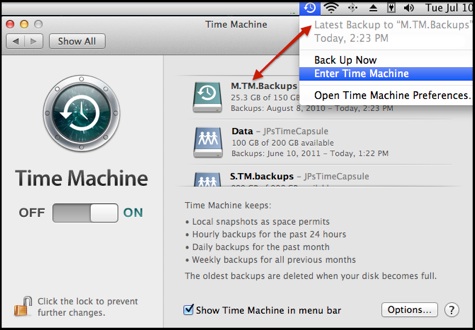 Tue Jul 10
Time Machine
Show All
Latest Backup to "M.TM.Backups"
Today, 2:23 PM
Back Up Now
Enter Time Machine
Open Time Machine Preferences.
M.TM.Backups
25.3 GB of 150 GB
Backups: August 8, 2010 – Today, 2:23 PM
Data – JPsTimeCapsule
100 GB of 200 GB available
Backups: June 10, 2011 – Today, 1:22 PM
S.TM.backups – JPsTimeCapsule
Time Machine
OFF ON
Time Machine keeps:
• Local snapshots as space permits
• Hourly backups for the past 24 hours
• Daily backups for the past month
• Weekly backups for all previous months
The oldest backups are deleted when your disk becomes full.
Click the lock to prevent
further changes.
Show Time Machine in menu bar
Options...
?